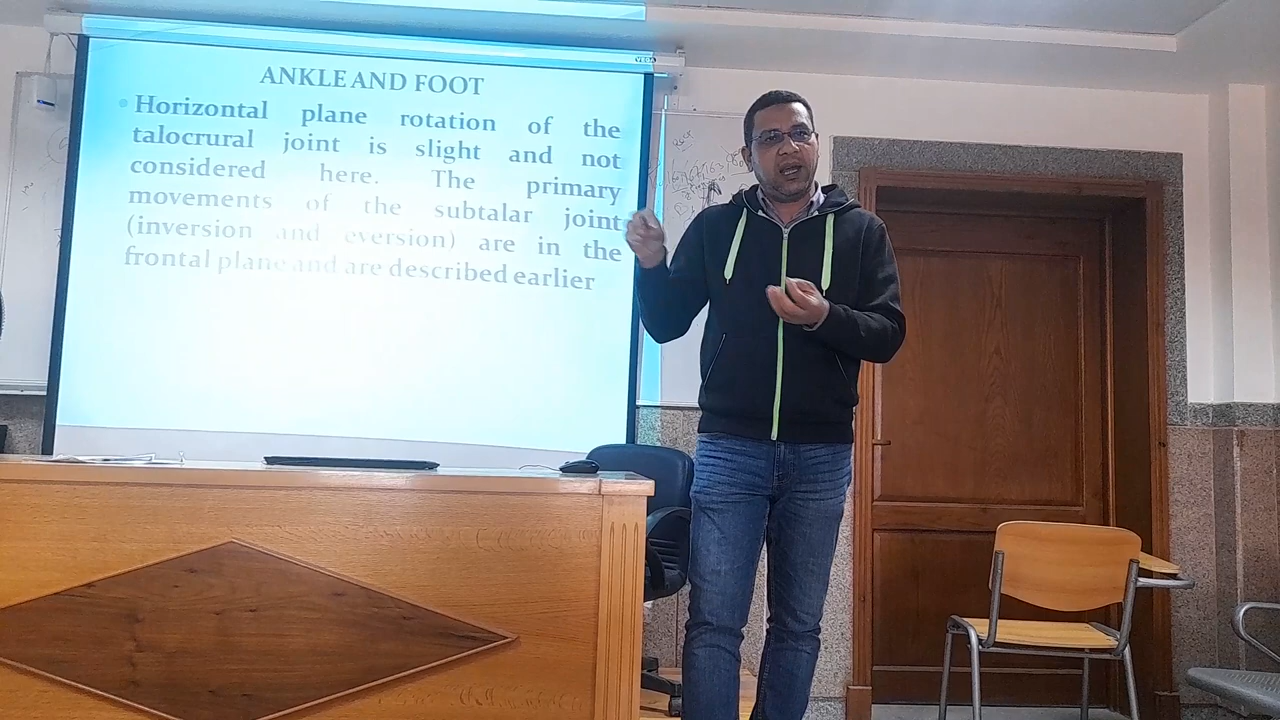 VEGA
ANKLE AND FOOT
Horizontal plane rotation of the
talocrural joint is slight and not
considered here. The primary
movements of the subtalar joint
(inversion and eversion) are in the
frontal plane and are described earlier